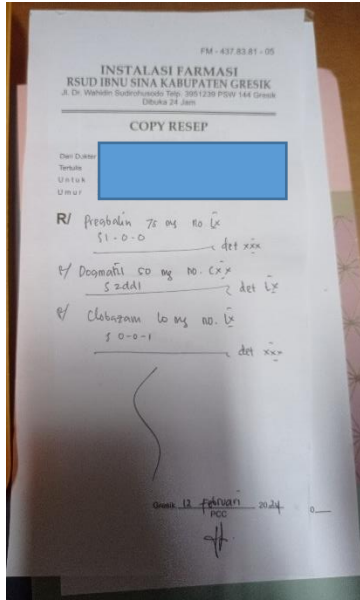 FM - 437.83.81 - 05
INSTALASI FARMASI
RSUD IBNU SINA KABUPATEN GRESIK
Jl. Dr. Wahidin Sudirohusodo Telp. 3951239 PSW 144 Gresik
Dibuka 24 Jam
COPY RESEP
Dari Dokter
Tertulis
Untuk
Umur
R/ Pregabalin 75 mg no. lx
S 1-0-0
det xxx
R/ Dogmatil 50 mg no. cxx
S 2dd1
det lx
R/ Clobazam 10 mg no. lx
S 0-0-1
det xxx
Gresik 12 Februari 2024
PCC